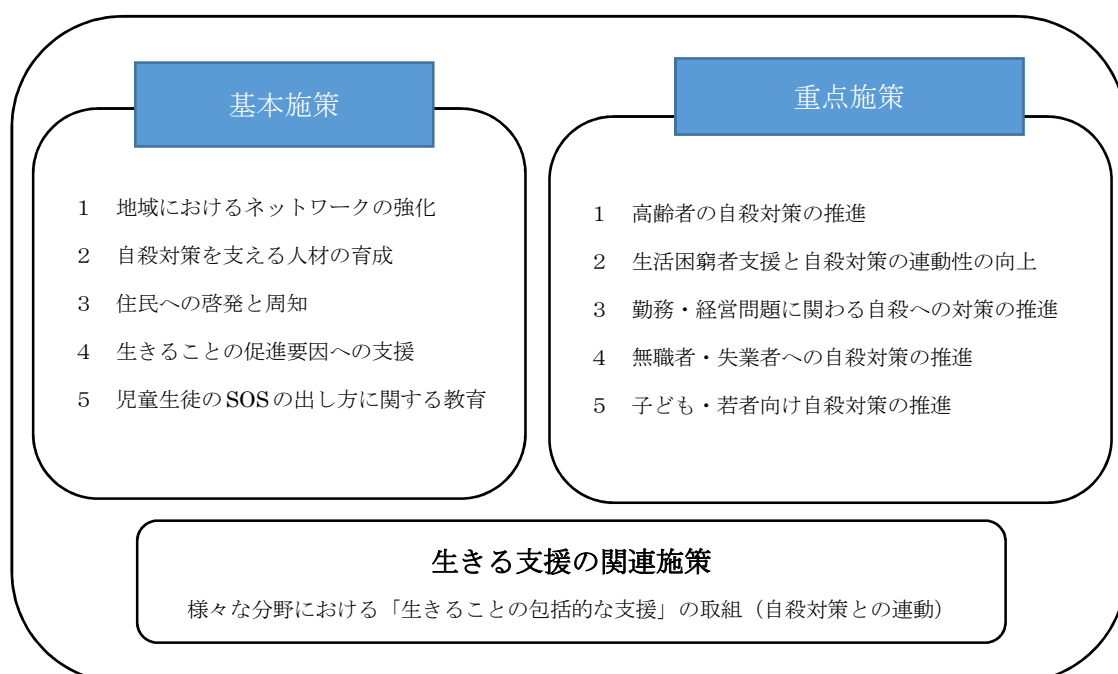 基本施策
1 地域におけるネットワークの強化
2 自殺対策を支える人材の育成
3 住民への啓発と周知
4 生きることの促進要因への支援
5 児童生徒のSOSの出し方に関する教育
重点施策
1 高齢者の自殺対策の推進
2 生活困窮者支援と自殺対策の連動性の向上
3 勤務・経営問題に関わる自殺への対策の推進
4 無職者・失業者への自殺対策の推進
5 子ども・若者向け自殺対策の推進
生きる支援の関連施策
様々な分野における「生きることの包括的な支援」の取組（自殺対策との連動）